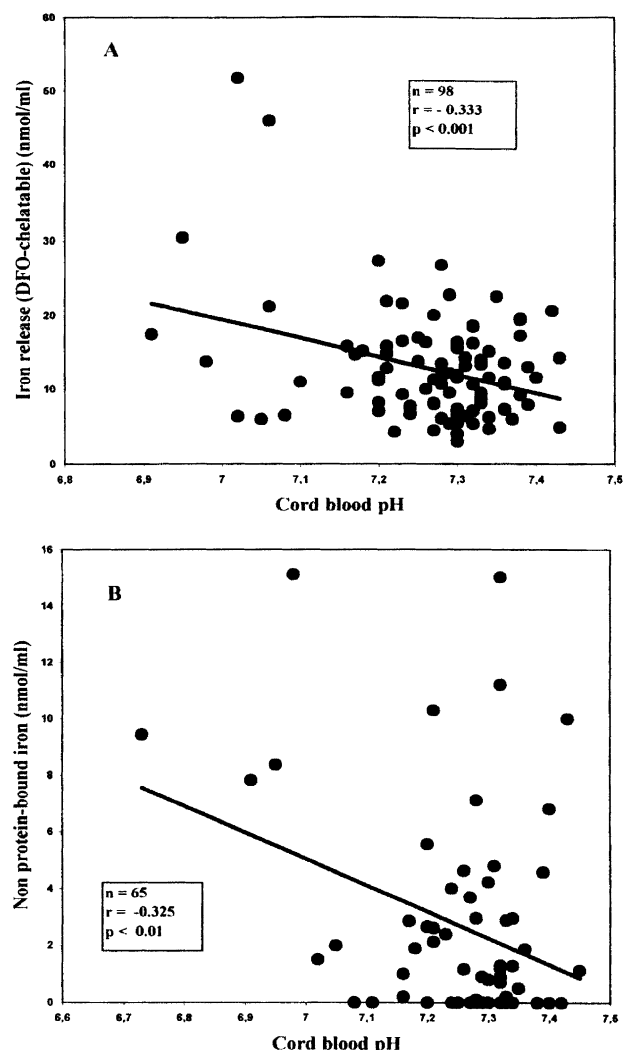 A
60
50
40
30
20
10
0
n = 98
r = - 0.333
p < 0.001
Iron release (DFO-chelatable) (nmol/ml)
6,8 6,9 7 7,1 7,2 7,3 7,4 7,5
Cord blood pH
B
16
14
12
10
8
6
4
2
0
n = 65
r = -0.325
p < 0.01
Non protein-bound iron (nmol/ml)
6,6 6,7 6,8 6,9 7 7,1 7,2 7,3 7,4 7,5 7,6
Cord blood pH